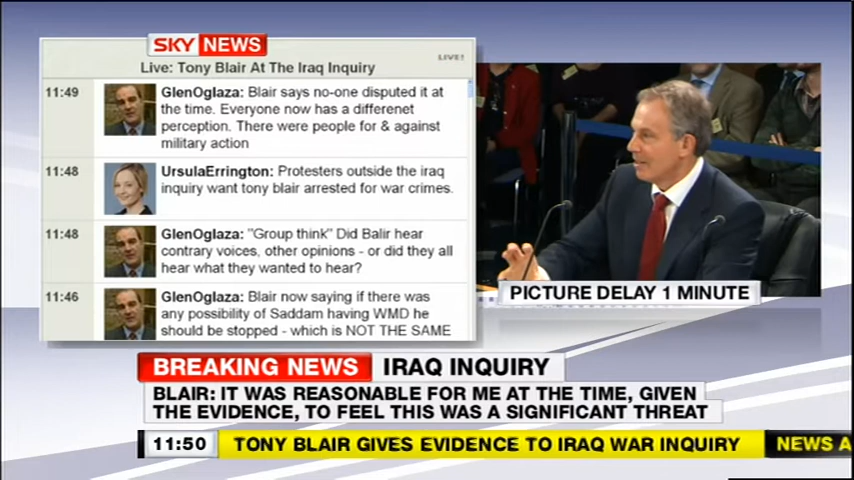 SKY NEWS
LIVE!
Live: Tony Blair At The Iraq Inquiry
11:49
GlenOglaza: Blair says no-one disputed it at
the time. Everyone now has a differenet
perception. There were people for & against
military action
11:48
UrsulaErrington: Protesters outside the iraq
inquiry want tony blair arrested for war crimes.
11:48
GlenOglaza: "Group think" Did Balir hear
contrary voices, other opinions - or did they all
hear what they wanted to hear?
11:46
GlenOglaza: Blair now saying if there was
any possibility of Saddam having WMD he
should be stopped - which is NOT THE SAME
PICTURE DELAY 1 MINUTE
BREAKING NEWS IRAQ INQUIRY
BLAIR: IT WAS REASONABLE FOR ME AT THE TIME, GIVEN
THE EVIDENCE, TO FEEL THIS WAS A SIGNIFICANT THREAT
11:50 TONY BLAIR GIVES EVIDENCE TO IRAQ WAR INQUIRY NEWS A